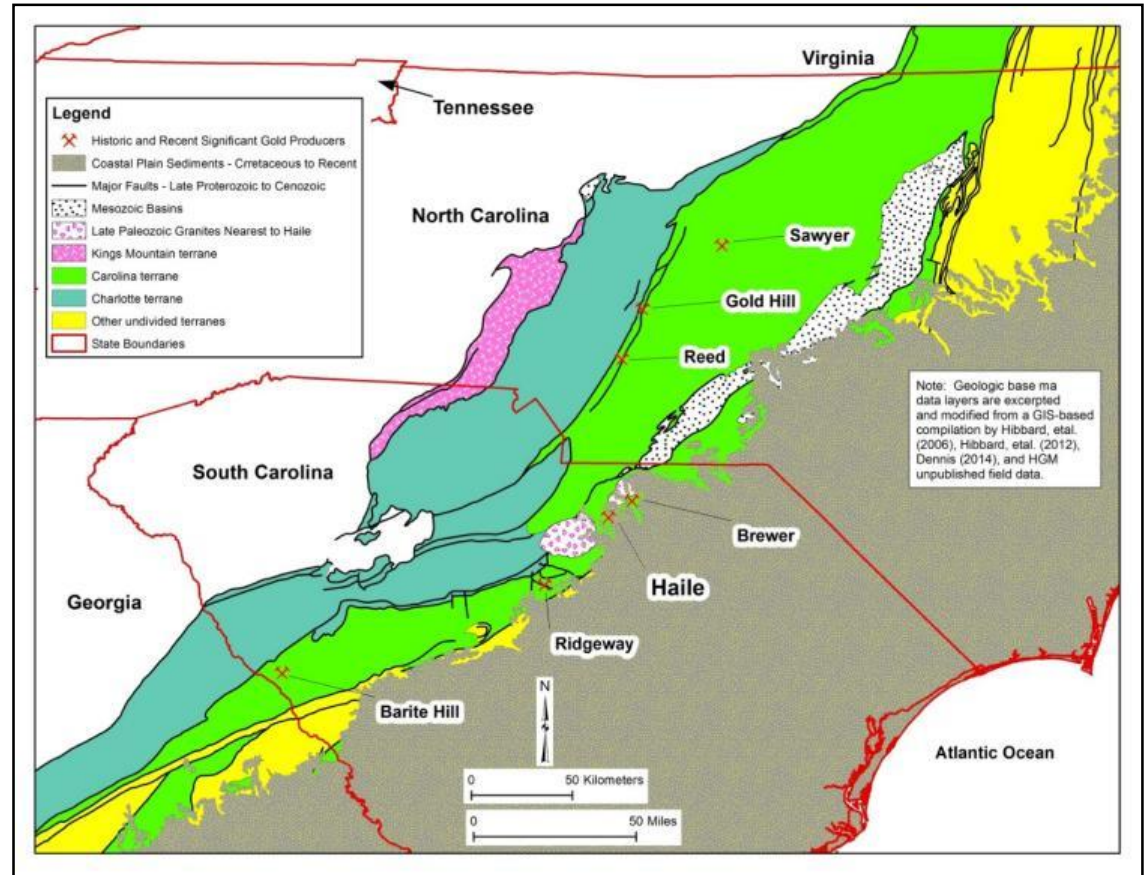 Virginia
Tennessee
Legend
Historic and Recent Significant Gold Producers
Coastal Plain Sediments - Crretaceous to Recent
Major Faults - Late Proterozoic to Cenozoic
Mesozoic Basins
Late Paleozoic Granites Nearest to Haile
Kings Mountain terrane
Carolina terrane
Charlotte terrane
Other undivided terranes
State Boundaries
North Carolina
Sawyer
Gold Hill
Reed
Note: Geologic base ma
data layers are excerpted
and modified from a GIS-based
compilation by Hibbard, etal.
(2006), Hibbard, etal. (2012),
Dennis (2014), and HGM
unpublished field data.
South Carolina
Brewer
Haile
Georgia
Ridgeway
N
Barite Hill
Atlantic Ocean
0 50 Kilometers
0 50 Miles